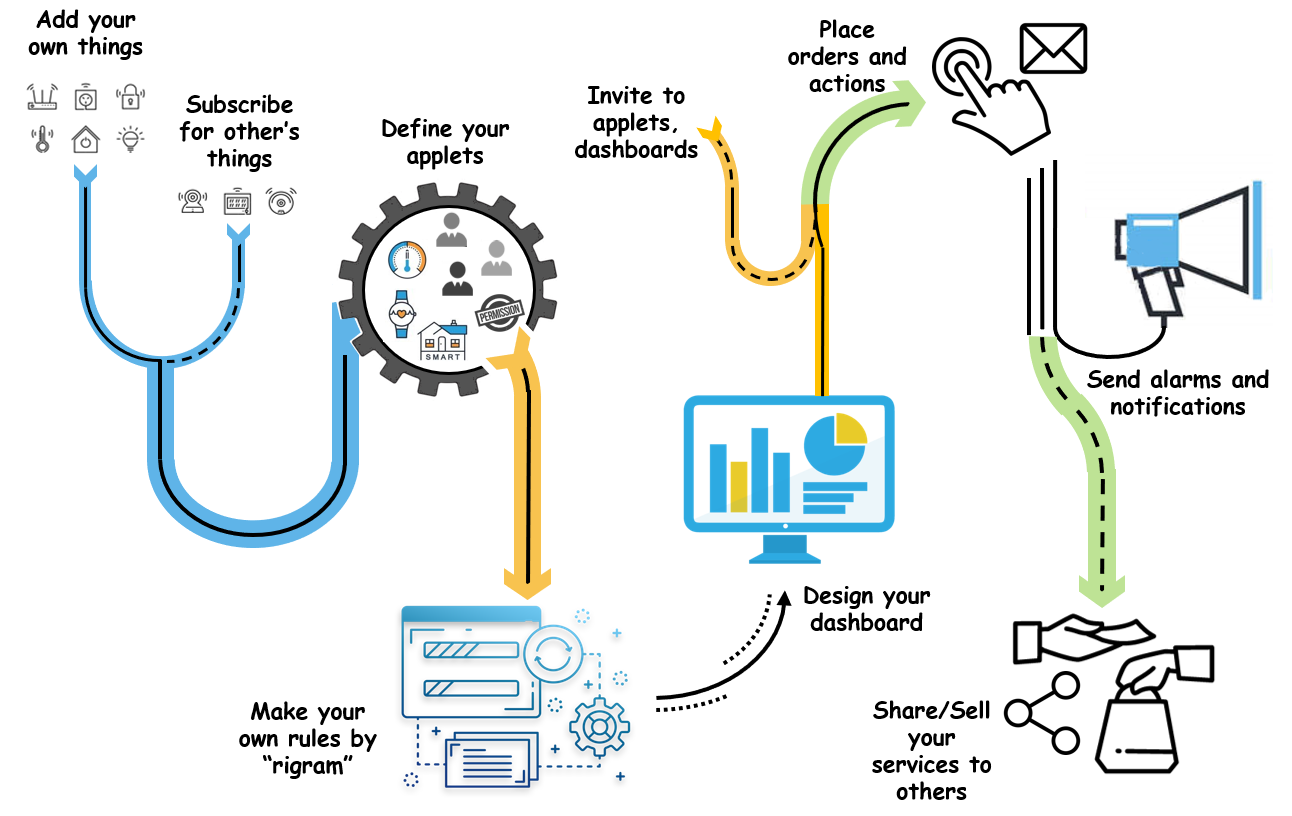 Add your
own things
Subscribe
for other's
things
Define your
applets
PERMISSION
SMART
Make your
own rules by
"rigram"
Invite to
applets,
dashboards
Place
orders and
actions
Design your
dashboard
Send alarms and
notifications
Share/Sell
your
services to
others